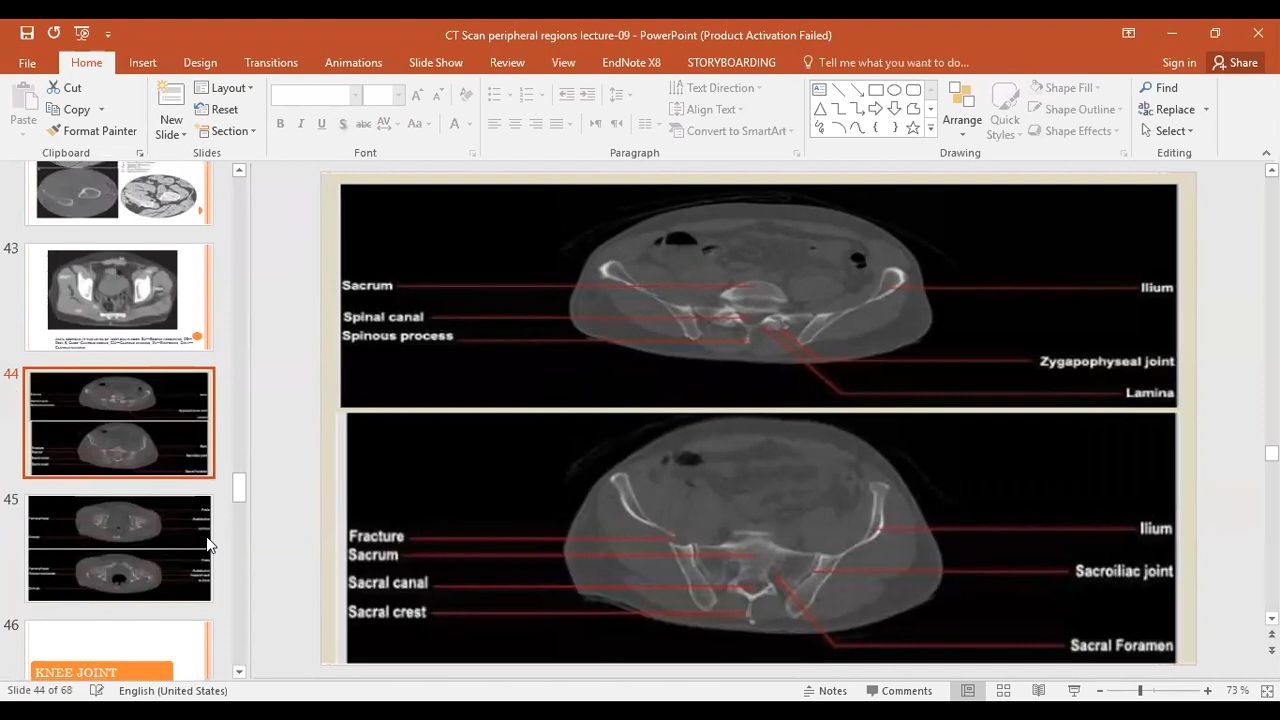 CT Scan peripheral regions lecture-09 - PowerPoint (Product Activation Failed)
File Home Insert Design Transitions Animations Slide Show Review View EndNote X8 STORYBOARDING Tell me what you want to do... Sign in Share
Paste
Cut
Copy
Format Painter
Clipboard
New
Slide
Layout
Reset
Section
Slides
B I U S abc AV Aa A
Font
Text Direction
Align Text
Convert to SmartArt
Paragraph
Arrange
Quick
Styles
Shape Fill
Shape Outline
Shape Effects
Drawing
Find
Replace
Select
Editing
43
44
45
46
KNEE JOINT
Sacrum
Spinal canal
Spinous process
Ilium
Zygapophyseal joint
Lamina
Fracture
Sacrum
Sacral canal
Sacral crest
Ilium
Sacroiliac joint
Sacral Foramen
Slide 44 of 68 English (United States) Notes Comments 73 %